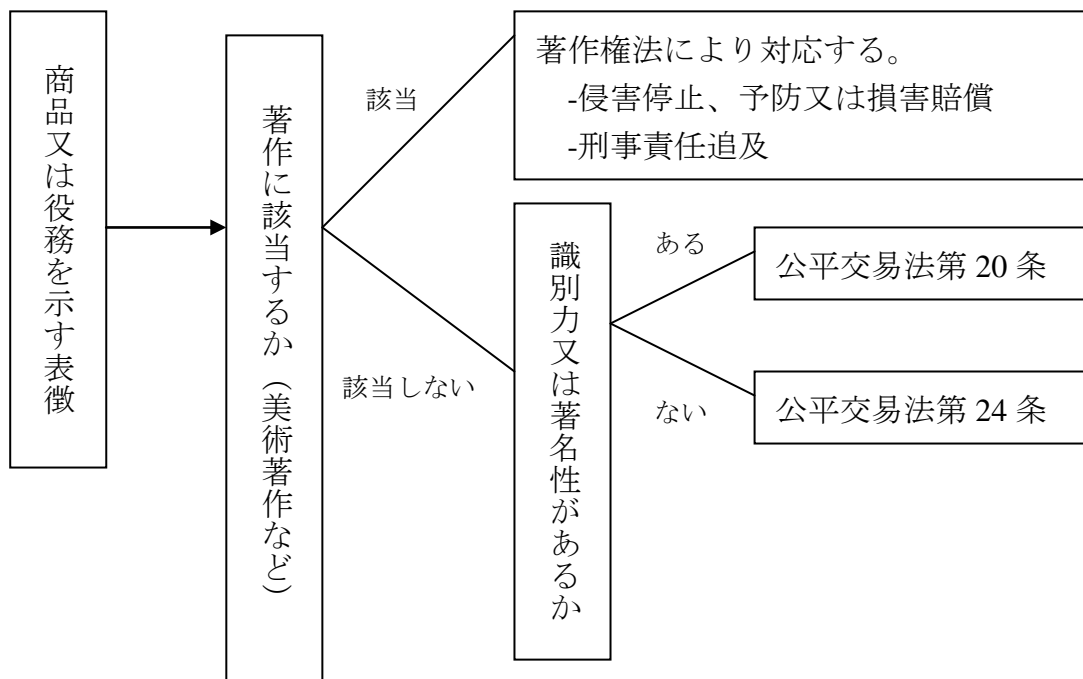 商品又は役務を示す表徴
著作に該当するか（美術著作など）
該当
著作権法により対応する。
-侵害停止、予防又は損害賠償
-刑事責任追及
該当しない
識別力又は著名性があるか
ある
公平交易法第 20 条
ない
公平交易法第 24 条